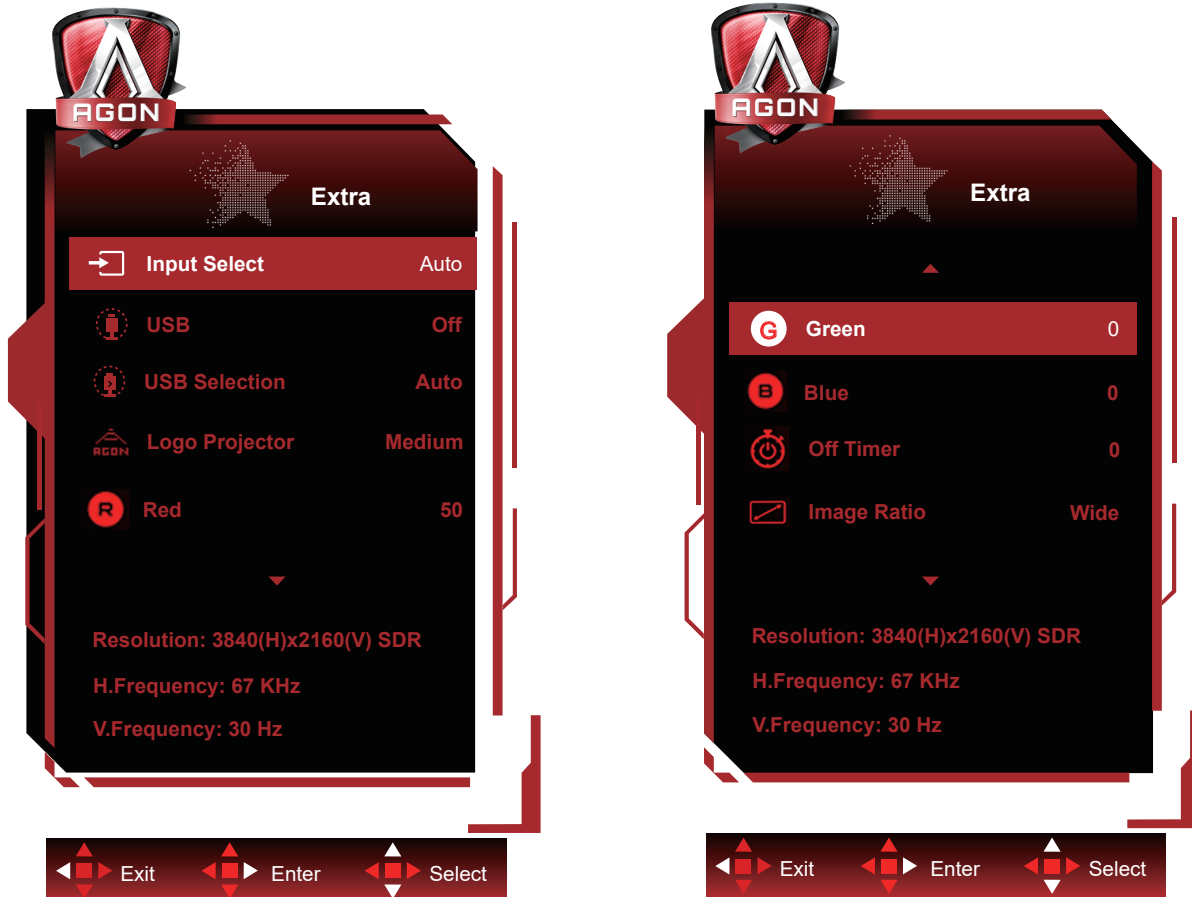 AGON
Extra
Input Select Auto
USB Off
USB Selection Auto
AGON Logo Projector Medium
R Red 50
Resolution: 3840(H)x2160(V) SDR
H.Frequency: 67 KHz
V.Frequency: 30 Hz
Exit Enter Select
AGON
Extra
G Green 0
B Blue 0
Off Timer 0
Image Ratio Wide
Resolution: 3840(H)x2160(V) SDR
H.Frequency: 67 KHz
V.Frequency: 30 Hz
Exit Enter Select